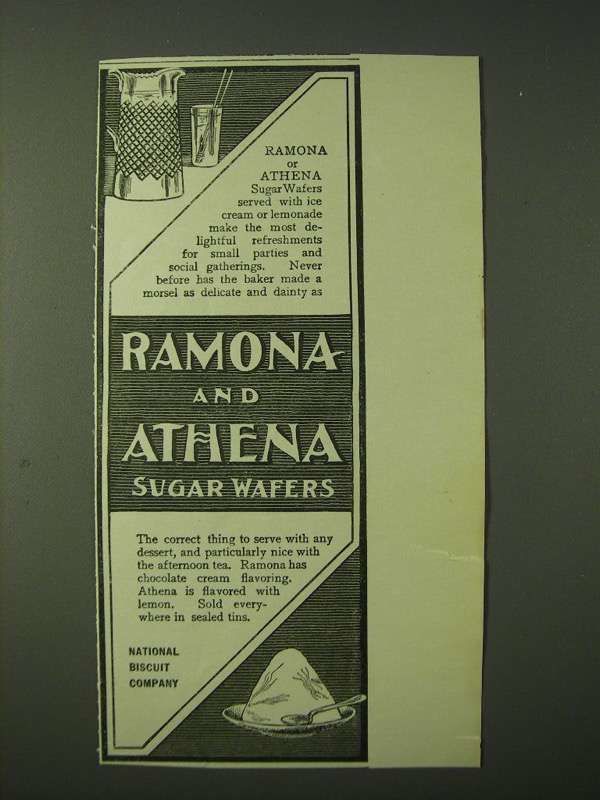 RAMONA
or
ATHENA
Sugar Wafers
served with ice
cream or lemonade
make the most de-
lightful refreshments
for small parties and
social gatherings. Never
before has the baker made a
morsel as delicate and dainty as
RAMONA
AND
ATHENA
SUGAR WAFERS
The correct thing to serve with any
dessert, and particularly nice with
the afternoon tea. Ramona has
chocolate cream flavoring.
Athena is flavored with
lemon. Sold every-
where in sealed tins.
NATIONAL
BISCUIT
COMPANY